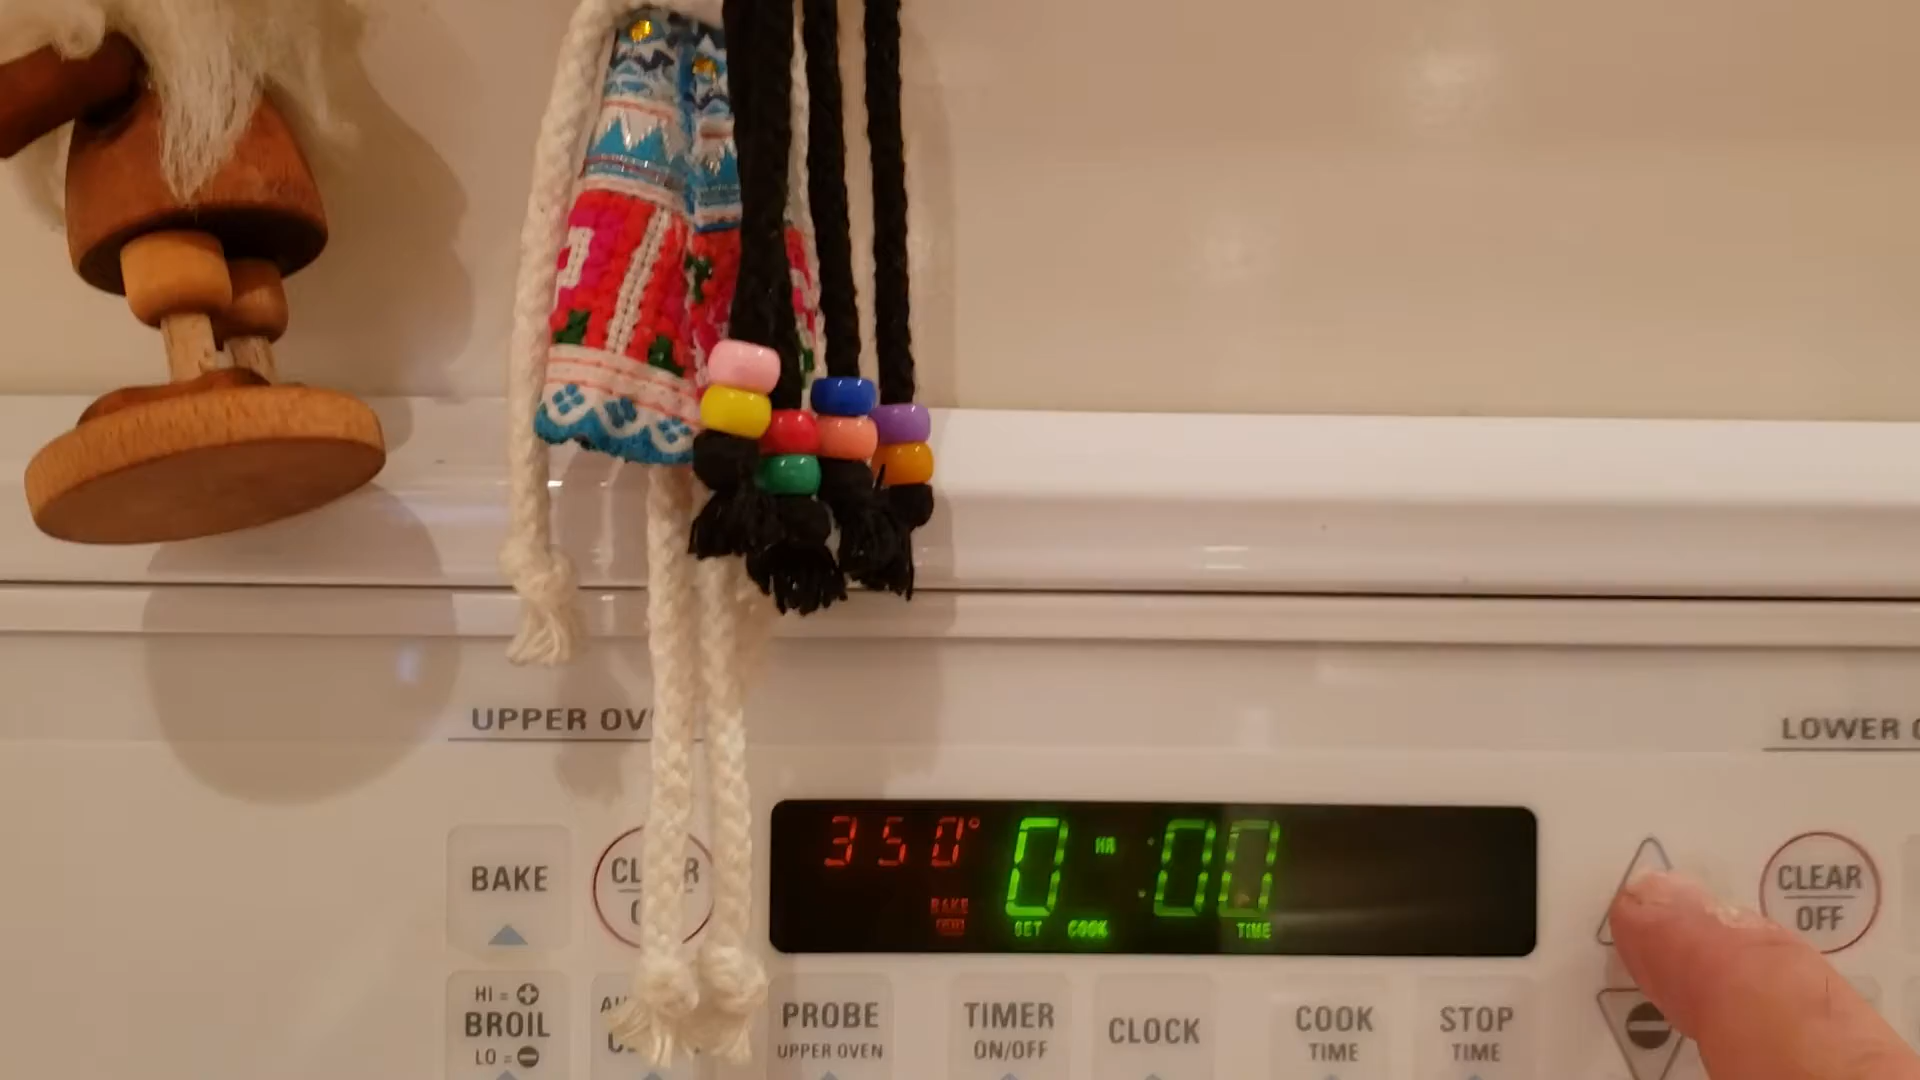 UPPER OV
LOWER
BAKE
350°
0 HR :00
BAKE
SET COOK TIME
CLEAR
OFF
HI =
BROIL
LO =
PROBE
UPPER OVEN
TIMER
ON/OFF
CLOCK
COOK
TIME
STOP
TIME